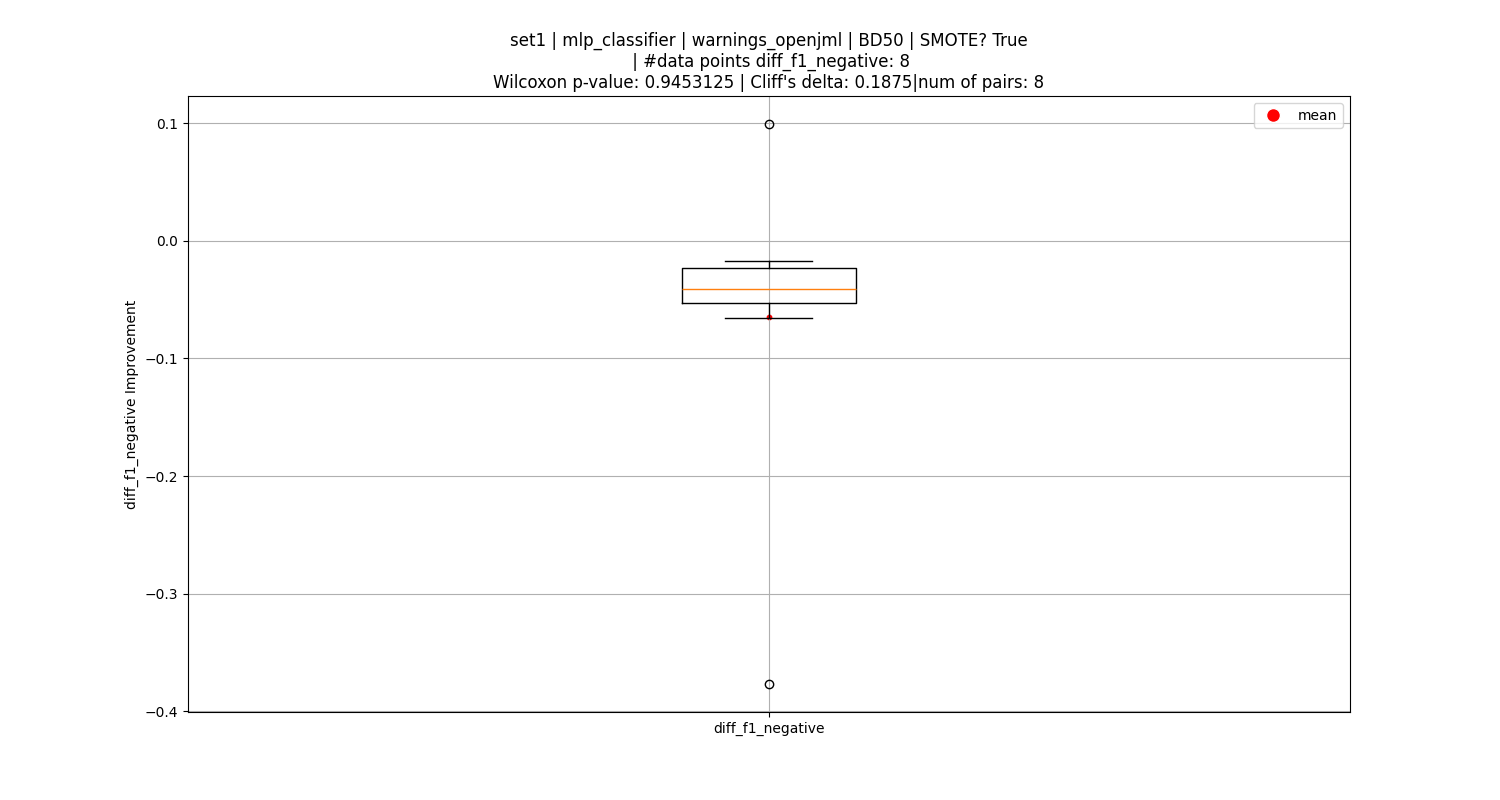 set1 | mlp_classifier | warnings_openjml | BD50 | SMOTE? True
| #data points diff_f1_negative: 8
Wilcoxon p-value: 0.9453125 | Cliff's delta: 0.1875|num of pairs: 8
mean
0.1
0.0
−0.1
−0.2
−0.3
−0.4
diff_f1_negative Improvement
diff_f1_negative